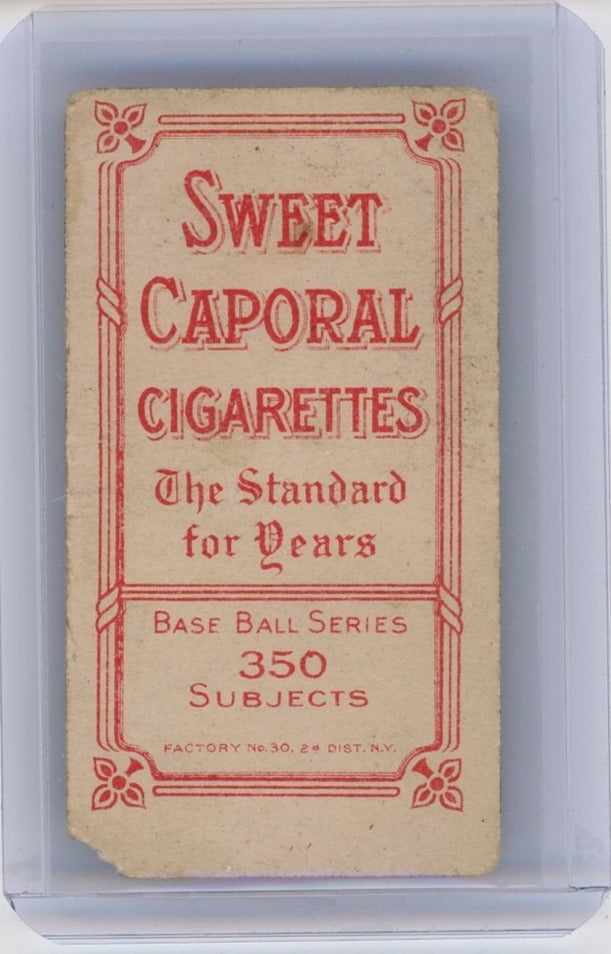 SWEET
CAPORAL
CIGARETTES
The Standard
for Years
BASE BALL SERIES
350
SUBJECTS
FACTORY No. 30, 2d DIST. N.Y.